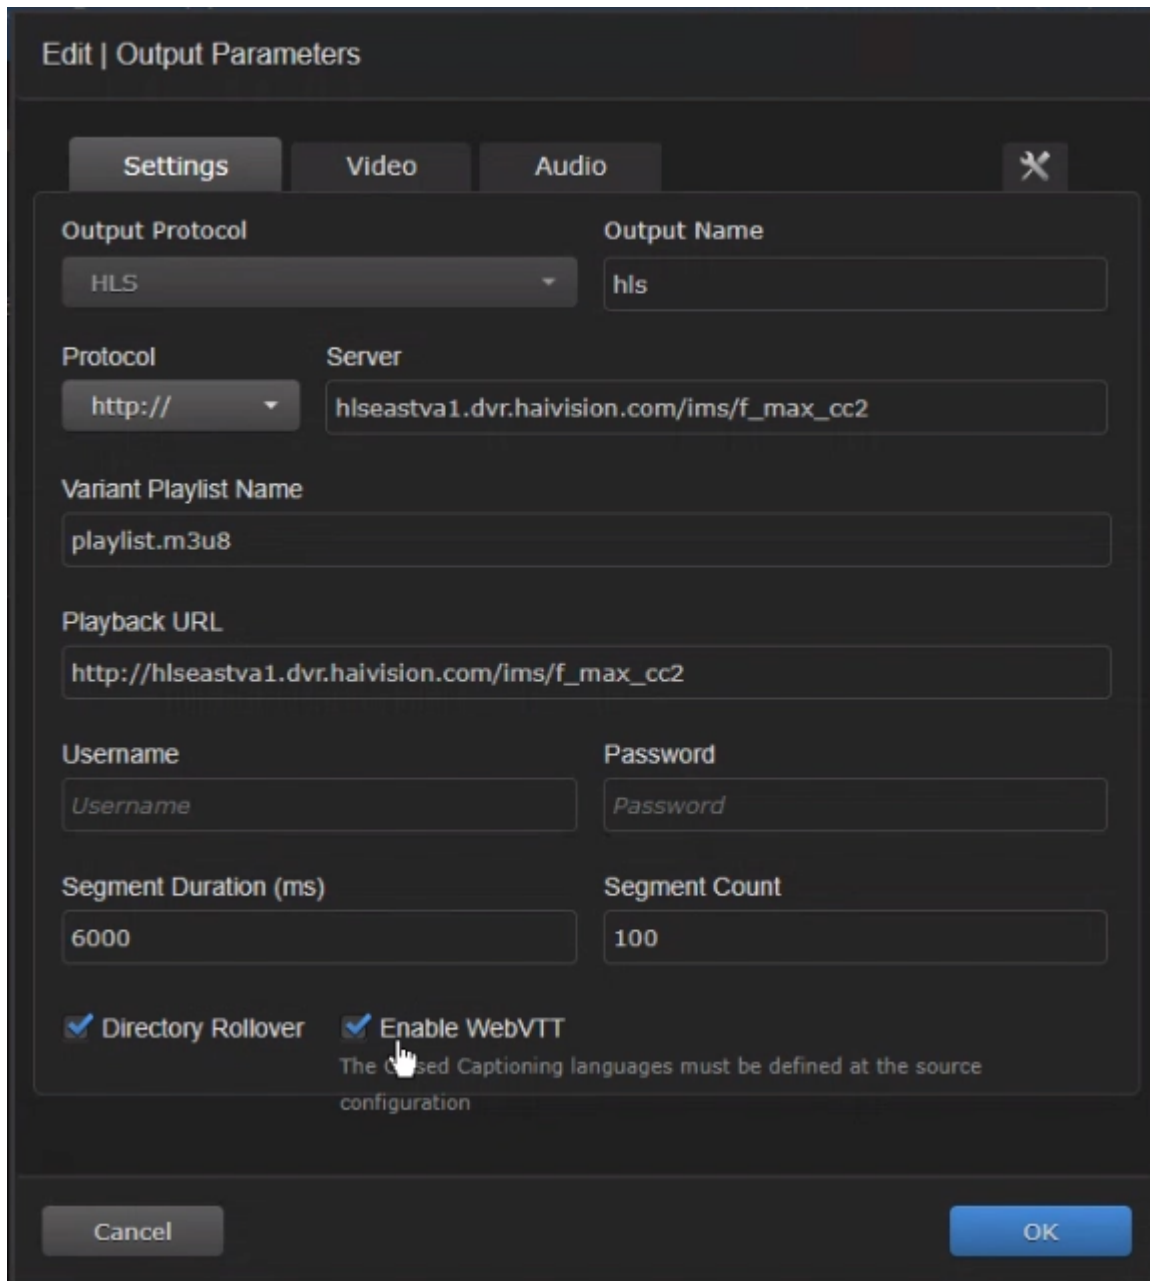 Edit | Output Parameters
Settings Video Audio
Output Protocol Output Name
HLS hls
Protocol Server
http:// hlseastva1.dvr.haivision.com/ims/f_max_cc2
Variant Playlist Name
playlist.m3u8
Playback URL
http://hlseastva1.dvr.haivision.com/ims/f_max_cc2
Username Password
Username Password
Segment Duration (ms) Segment Count
6000 100
Directory Rollover Enable WebVTT
The Closed Captioning languages must be defined at the source
configuration
Cancel OK